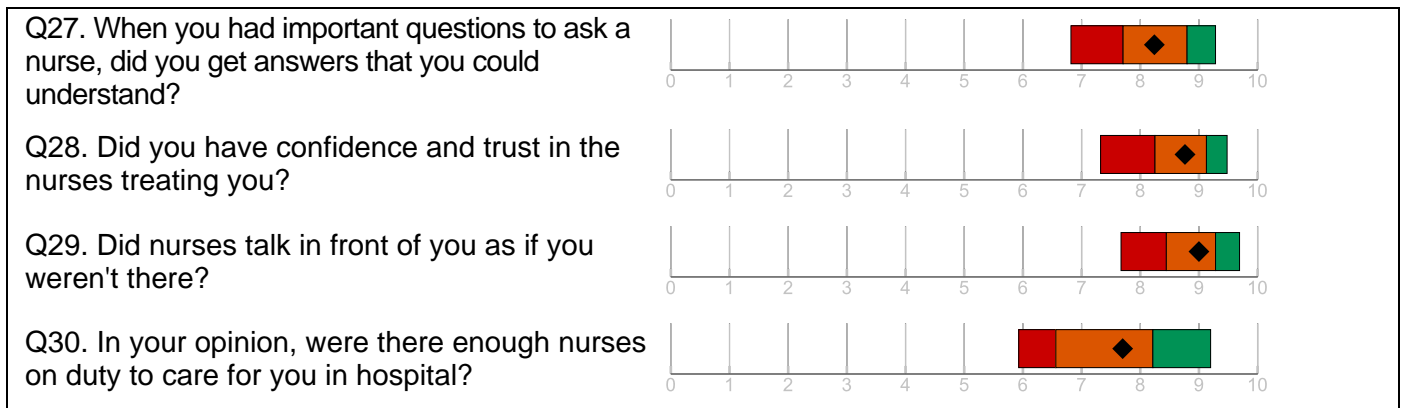 Q27. When you had important questions to ask a
nurse, did you get answers that you could
understand?
0 1 2 3 4 5 6 7 8 9 10
Q28. Did you have confidence and trust in the
nurses treating you?
0 1 2 3 4 5 6 7 8 9 10
Q29. Did nurses talk in front of you as if you
weren't there?
0 1 2 3 4 5 6 7 8 9 10
Q30. In your opinion, were there enough nurses
on duty to care for you in hospital?
0 1 2 3 4 5 6 7 8 9 10